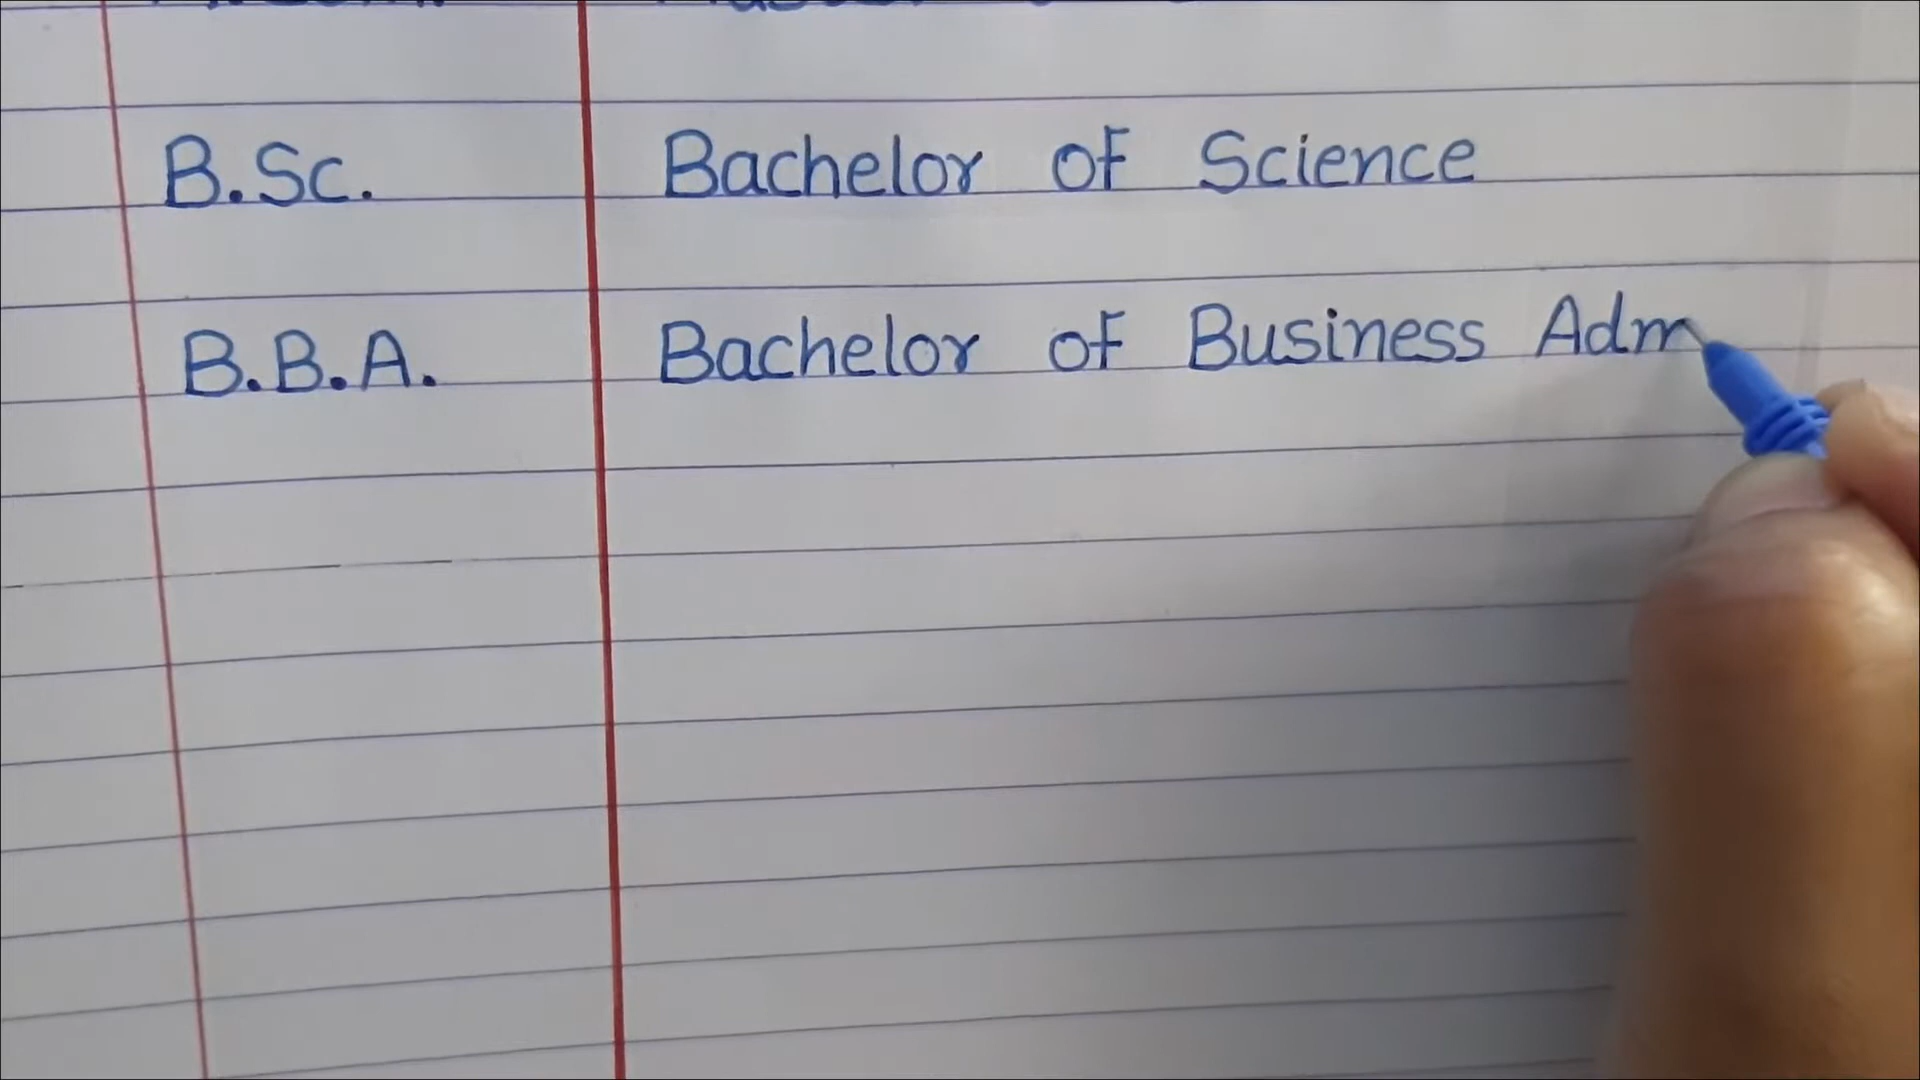 B.Sc. Bachelor of Science
B.B.A. Bachelor of Business Adm